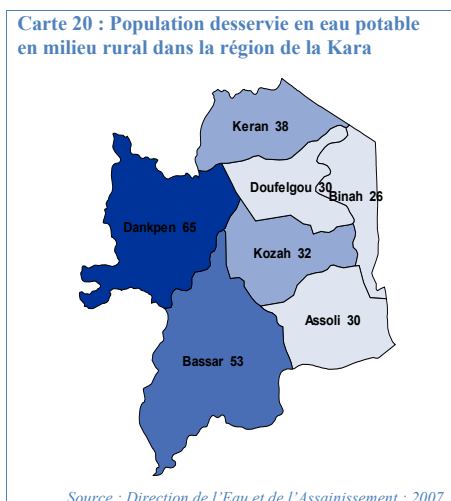 Carte 20 : Population desservie en eau potable
en milieu rural dans la région de la Kara
Keran 38
Doufelgou 30
Binah 26
Dankpen 65
Kozah 32
Assoli 30
Bassar 53
Source : Direction de l'Eau et de l'Assainissement ; 2007